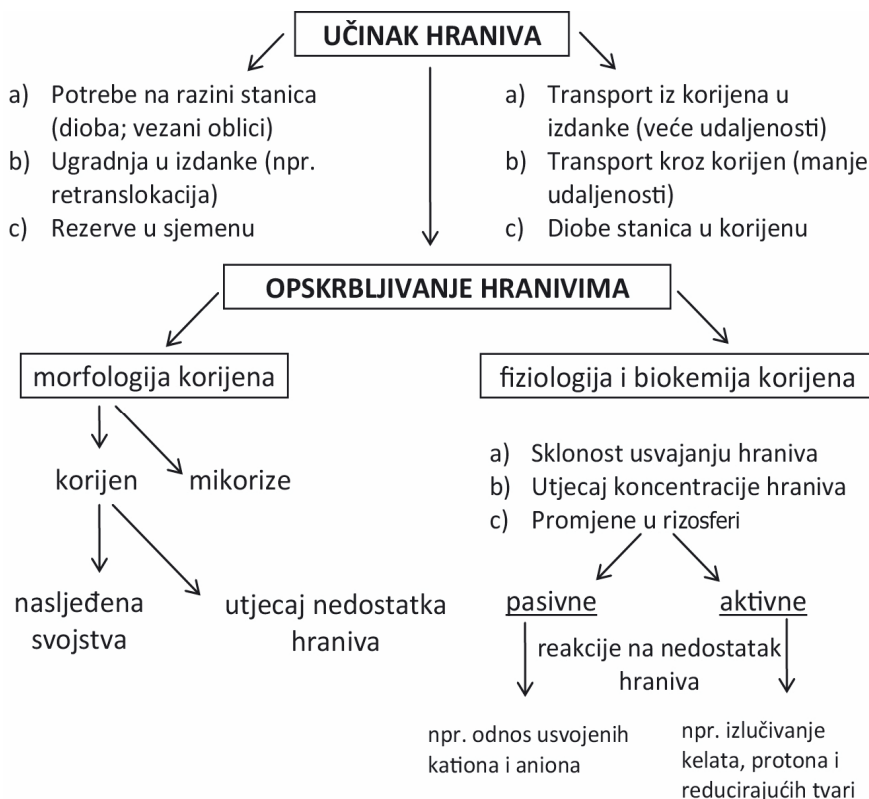 UČINAK HRANIVA
a) Potrebe na razini stanica
(dioba; vezani oblici)
b) Ugradnja u izdanke (npr.
retranslokacija)
c) Rezerve u sjemenu
a) Transport iz korijena u
izdanke (veće udaljenosti)
b) Transport kroz korijen (manje
udaljenosti)
c) Diobe stanica u korijenu
OPSKRBLJIVANJE HRANIVIMA
morfologija korijena
korijen
mikorize
nasljeđena
svojstva
utjecaj nedostatka
hraniva
fiziologija i biokemija korijena
a) Sklonost usvajanju hraniva
b) Utjecaj koncentracije hraniva
c) Promjene u rizosferi
pasivne
aktivne
reakcije na nedostatak
hraniva
npr. odnos usvojenih
kationa i aniona
npr. izlučivanje
kelata, protona i
reducirajućih tvari